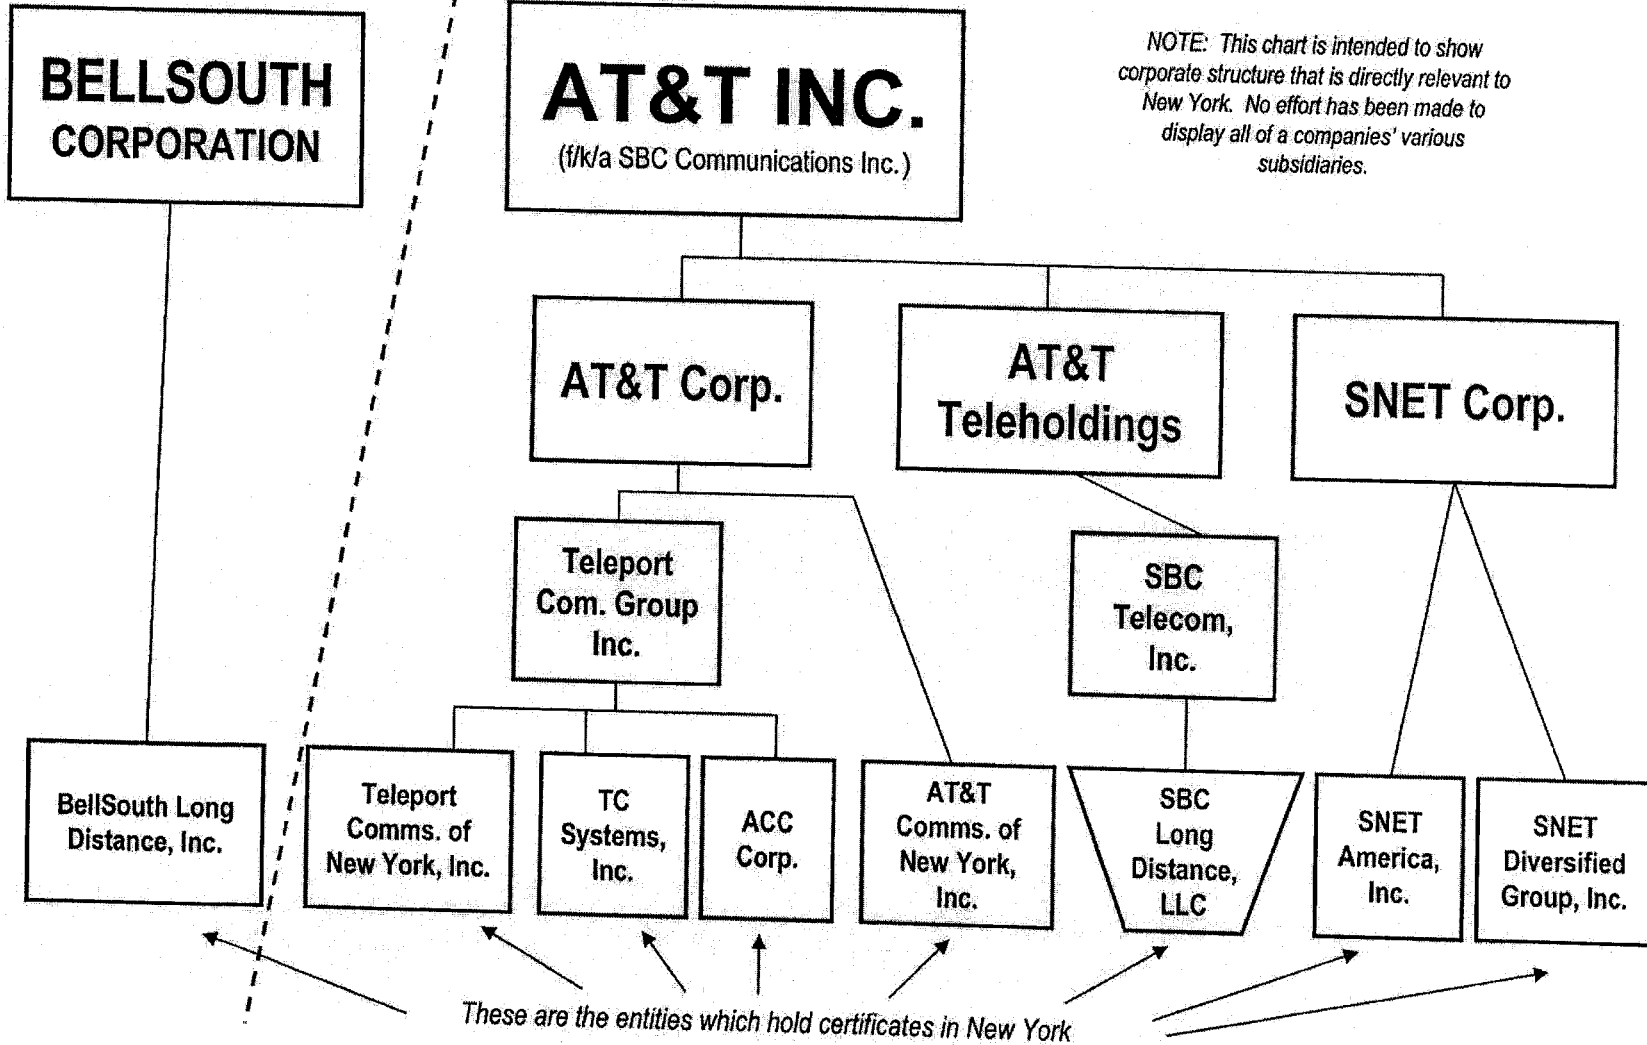 BELLSOUTH
CORPORATION
AT&T INC.
(f/k/a SBC Communications Inc.)
NOTE: This chart is intended to show
corporate structure that is directly relevant to
New York. No effort has been made to
display all of a companies' various
subsidiaries.
AT&T Corp.
AT&T
Teleholdings
SNET Corp.
Teleport
Com. Group
Inc.
SBC
Telecom,
Inc.
BellSouth Long
Distance, Inc.
Teleport
Comms. of
New York, Inc.
TC
Systems,
Inc.
ACC
Corp.
AT&T
Comms. of
New York,
Inc.
SBC
Long
Distance,
LLC
SNET
America,
Inc.
SNET
Diversified
Group, Inc.
These are the entities which hold certificates in New York